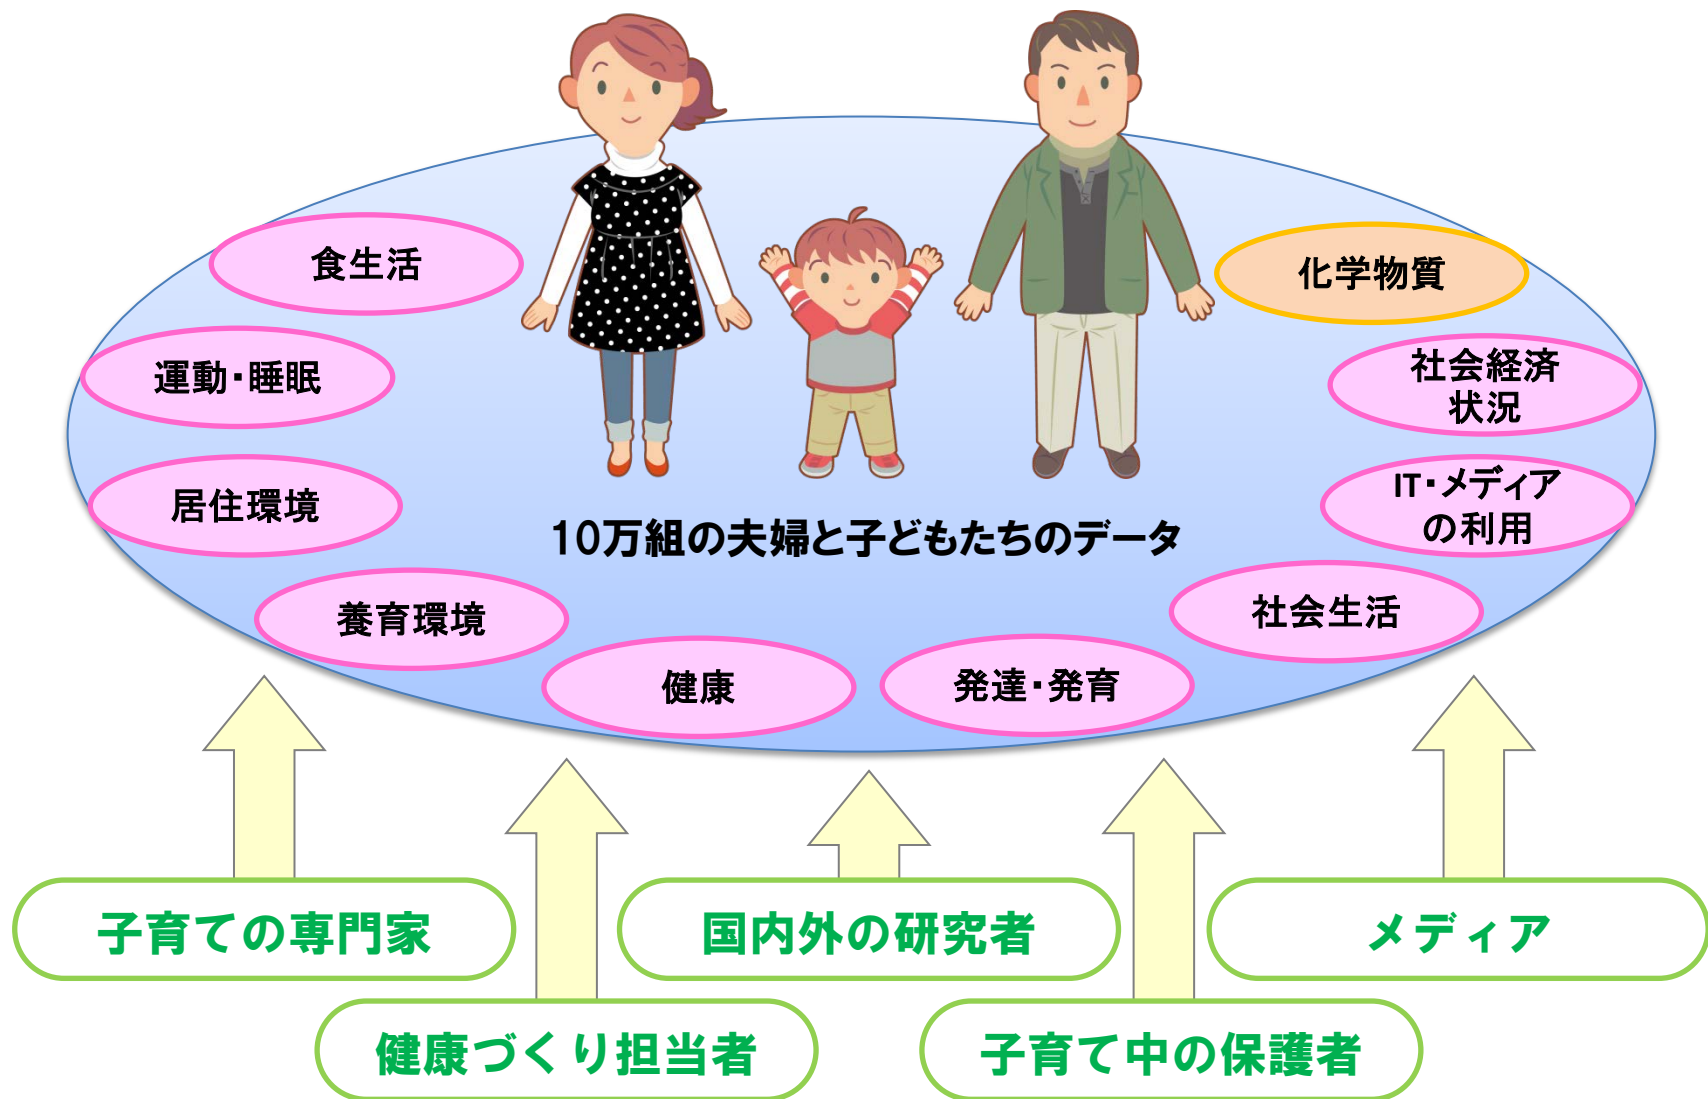 食生活
化学物質
運動・睡眠
社会経済
状況
居住環境
IT・メディア
の利用
10万組の夫婦と子どもたちのデータ
養育環境
社会生活
健康
発達・発育
子育ての専門家
国内外の研究者
メディア
健康づくり担当者
子育て中の保護者